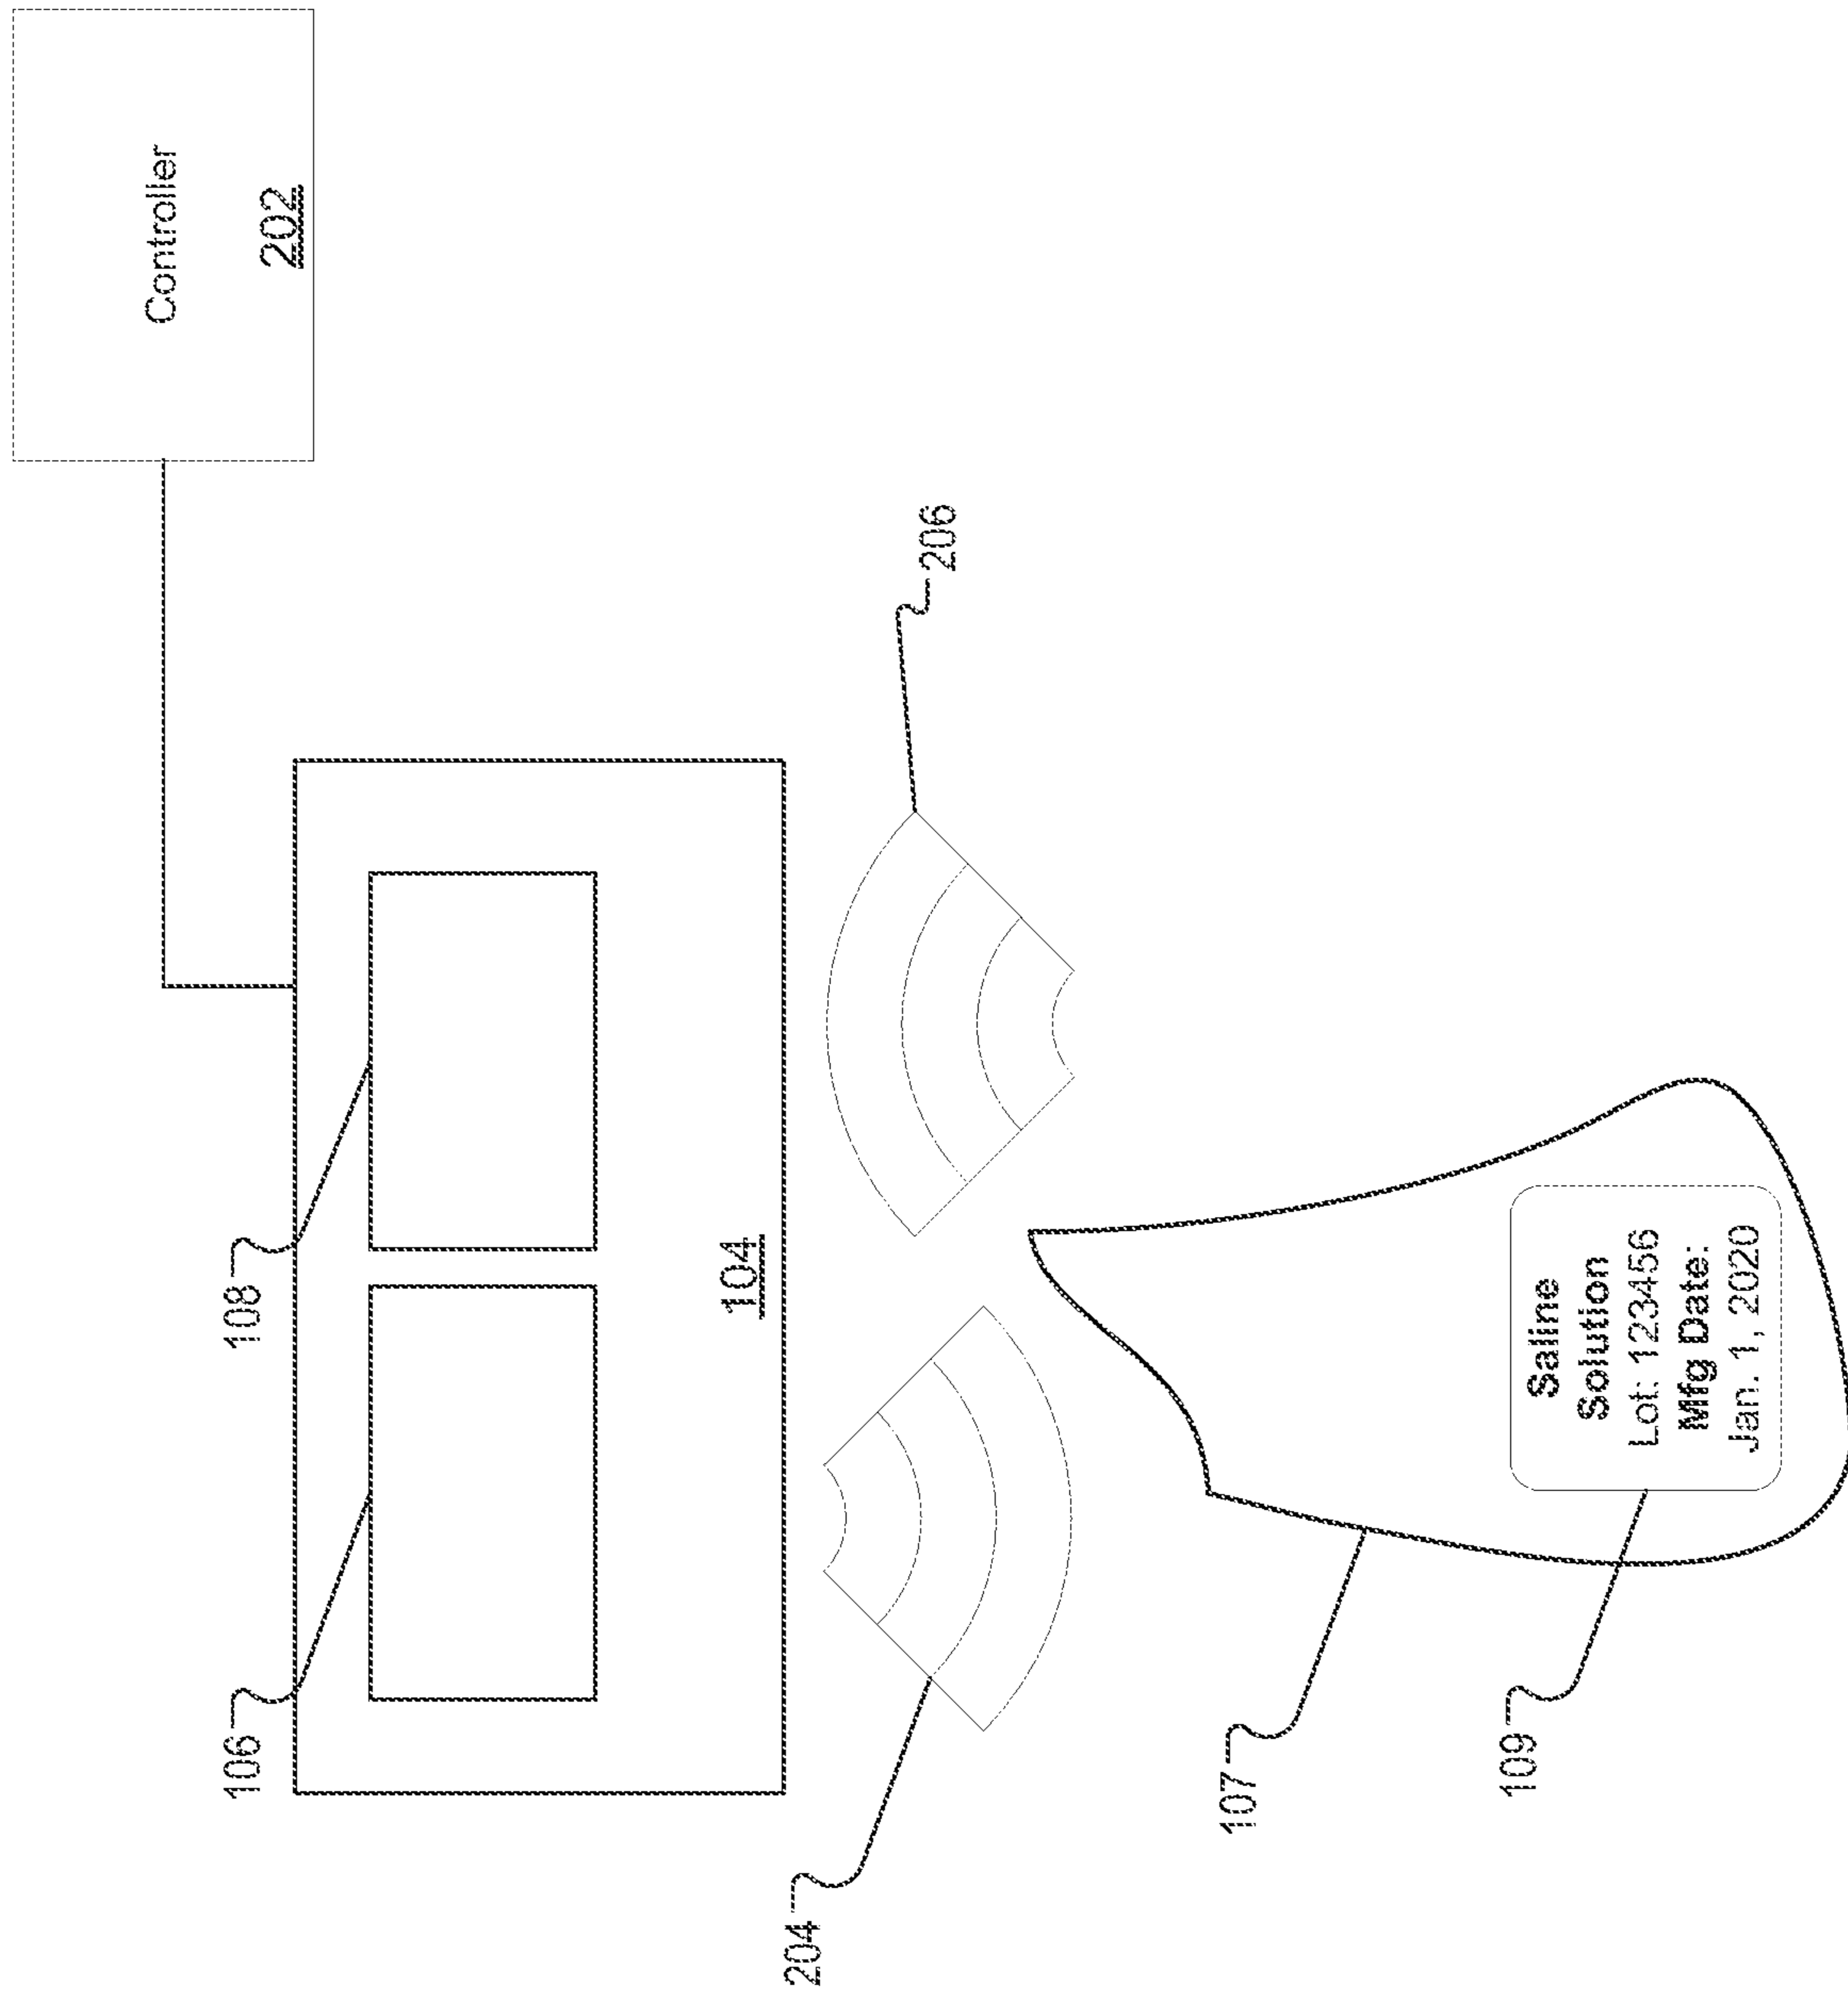 Controller
202
108
106
104
206
204
107
109
Saline
Solution
Lot: 123456
Mfg Date:
Jan. 1, 2020